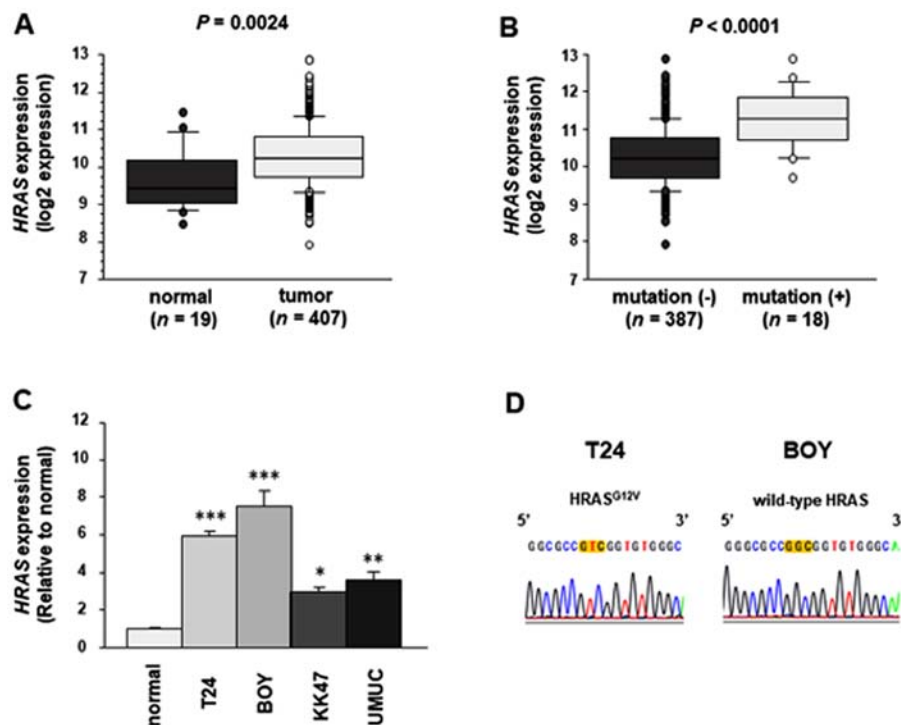 A
P = 0.0024
HRAS expression
(log2 expression)
13
12
11
10
9
8
7
normal
(n = 19)
tumor
(n = 407)
B
P < 0.0001
HRAS expression
(log2 expression)
13
12
11
10
9
8
7
mutation (-)
(n = 387)
mutation (+)
(n = 18)
C
HRAS expression
(Relative to normal)
12
10
8
6
4
2
0
***
***
*
**
normal
T24
BOY
KK47
UMUC
D
T24
HRASG12V
5’ 3’
GGCGCCGTCGGTGTGGGC
BOY
wild-type HRAS
5’ 3
GGGCGCCGGCGGTGTGGGCA